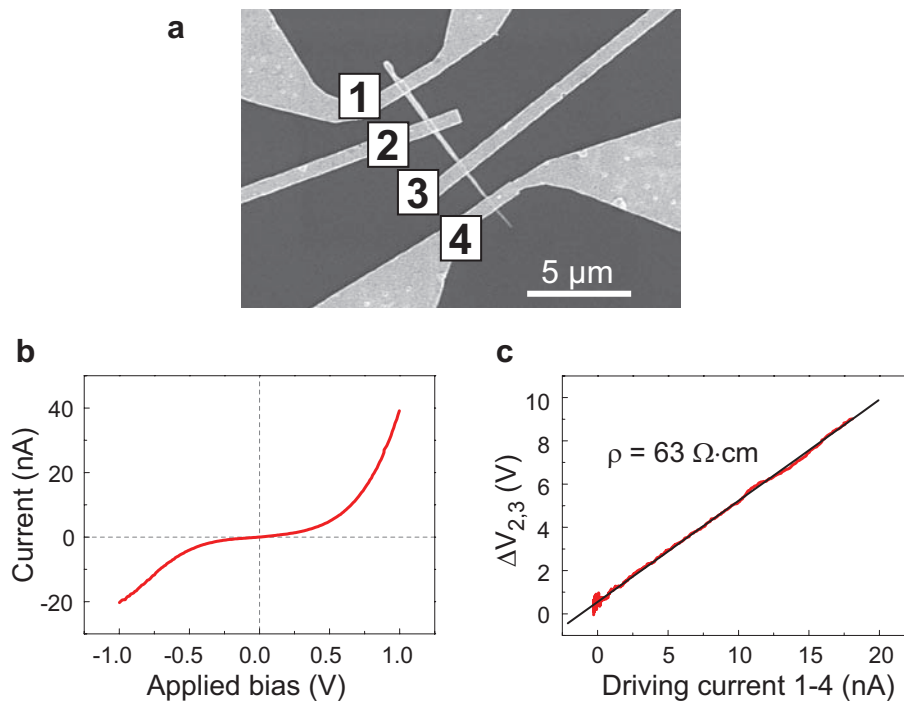 a
1
2
3
4
5 μm
b
Current (nA)
40
20
0
-20
-1.0 -0.5 0.0 0.5 1.0
Applied bias (V)
c
ΔV2,3 (V)
10
8
6
4
2
0
ρ = 63 Ω·cm
0 5 10 15 20
Driving current 1-4 (nA)